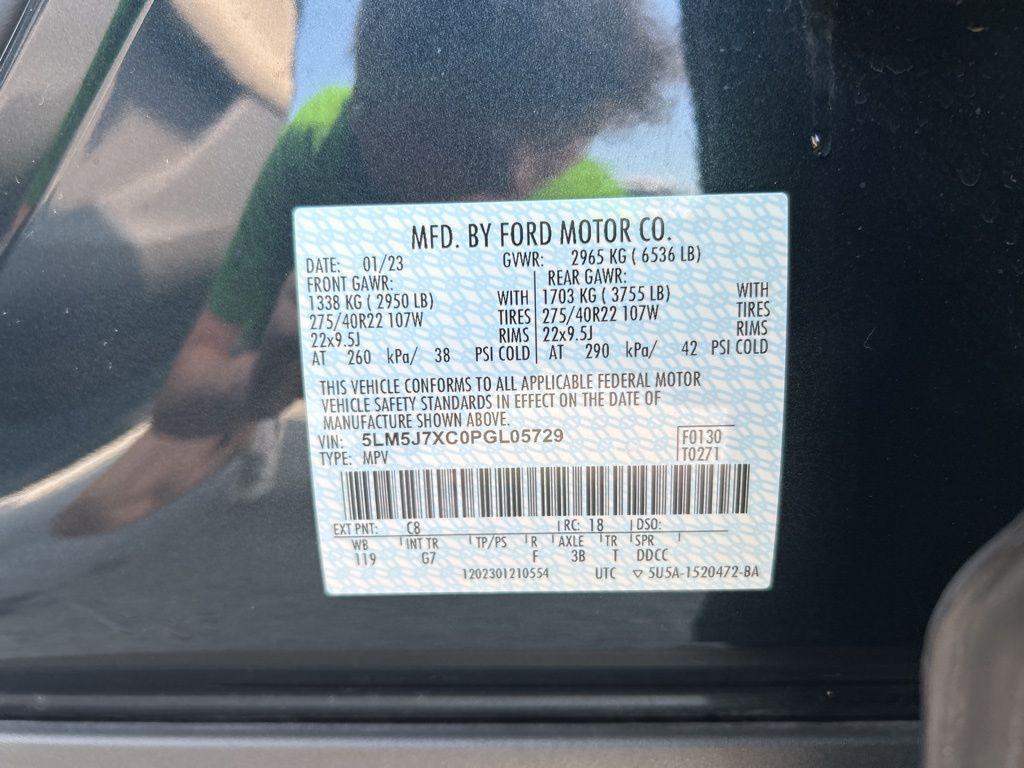 MFD. BY FORD MOTOR CO.
DATE: 01/23 GVWR: 2965 KG ( 6536 LB)
FRONT GAWR: REAR GAWR:
1338 KG ( 2950 LB) WITH 1703 KG ( 3755 LB) WITH
275/40R22 107W TIRES 275/40R22 107W TIRES
22x9.5J RIMS 22x9.5J RIMS
AT 260 kPa/ 38 PSI COLD AT 290 kPa/ 42 PSI COLD
THIS VEHICLE CONFORMS TO ALL APPLICABLE FEDERAL MOTOR
VEHICLE SAFETY STANDARDS IN EFFECT ON THE DATE OF
MANUFACTURE SHOWN ABOVE.
VIN: 5LM5J7XC0PGL05729 F0130
TYPE: MPV T0271
EXT PNT: C8 RC: 18 DSO:
WB INT TR TP/PS R AXLE TR SPR
119 G7 F 3B T DDCC
1202301210554 UTC ▽ 5U5A-1520472-BA